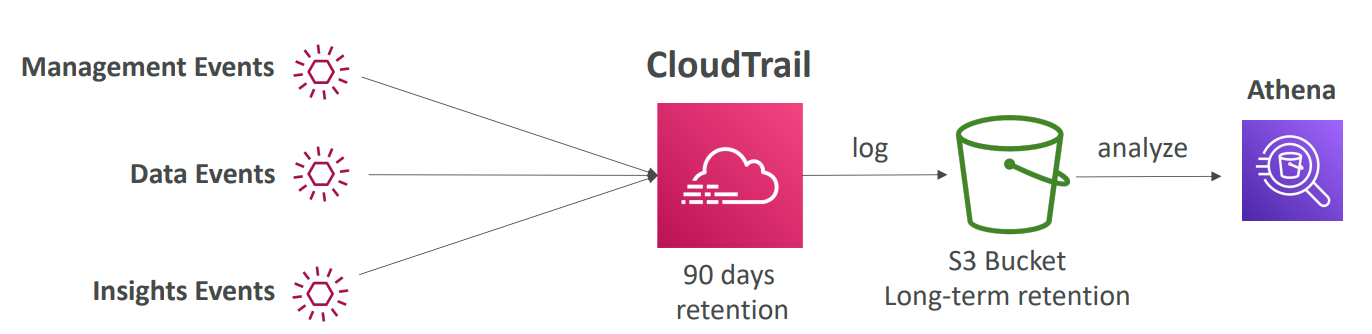 Management Events
Data Events
Insights Events
CloudTrail
90 days
retention
log
S3 Bucket
Long-term retention
analyze
Athena